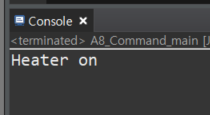 Console
<terminated> A8_Command_main [J
Heater on